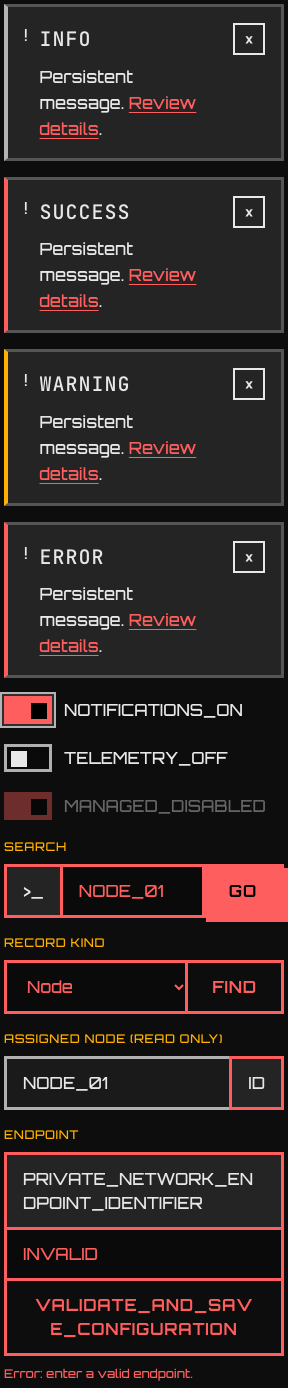 ! INFO x
Persistent
message. Review
details.
! SUCCESS x
Persistent
message. Review
details.
! WARNING x
Persistent
message. Review
details.
! ERROR x
Persistent
message. Review
details.
NOTIFICATIONS_ON
TELEMETRY_OFF
MANAGED_DISABLED
SEARCH
>_ NODE_01 GO
RECORD KIND
Node FIND
ASSIGNED NODE (READ ONLY)
NODE_01 ID
ENDPOINT
PRIVATE_NETWORK_EN
DPOINT_IDENTIFIER
INVALID
VALIDATE_AND_SAV
E_CONFIGURATION
Error: enter a valid endpoint.